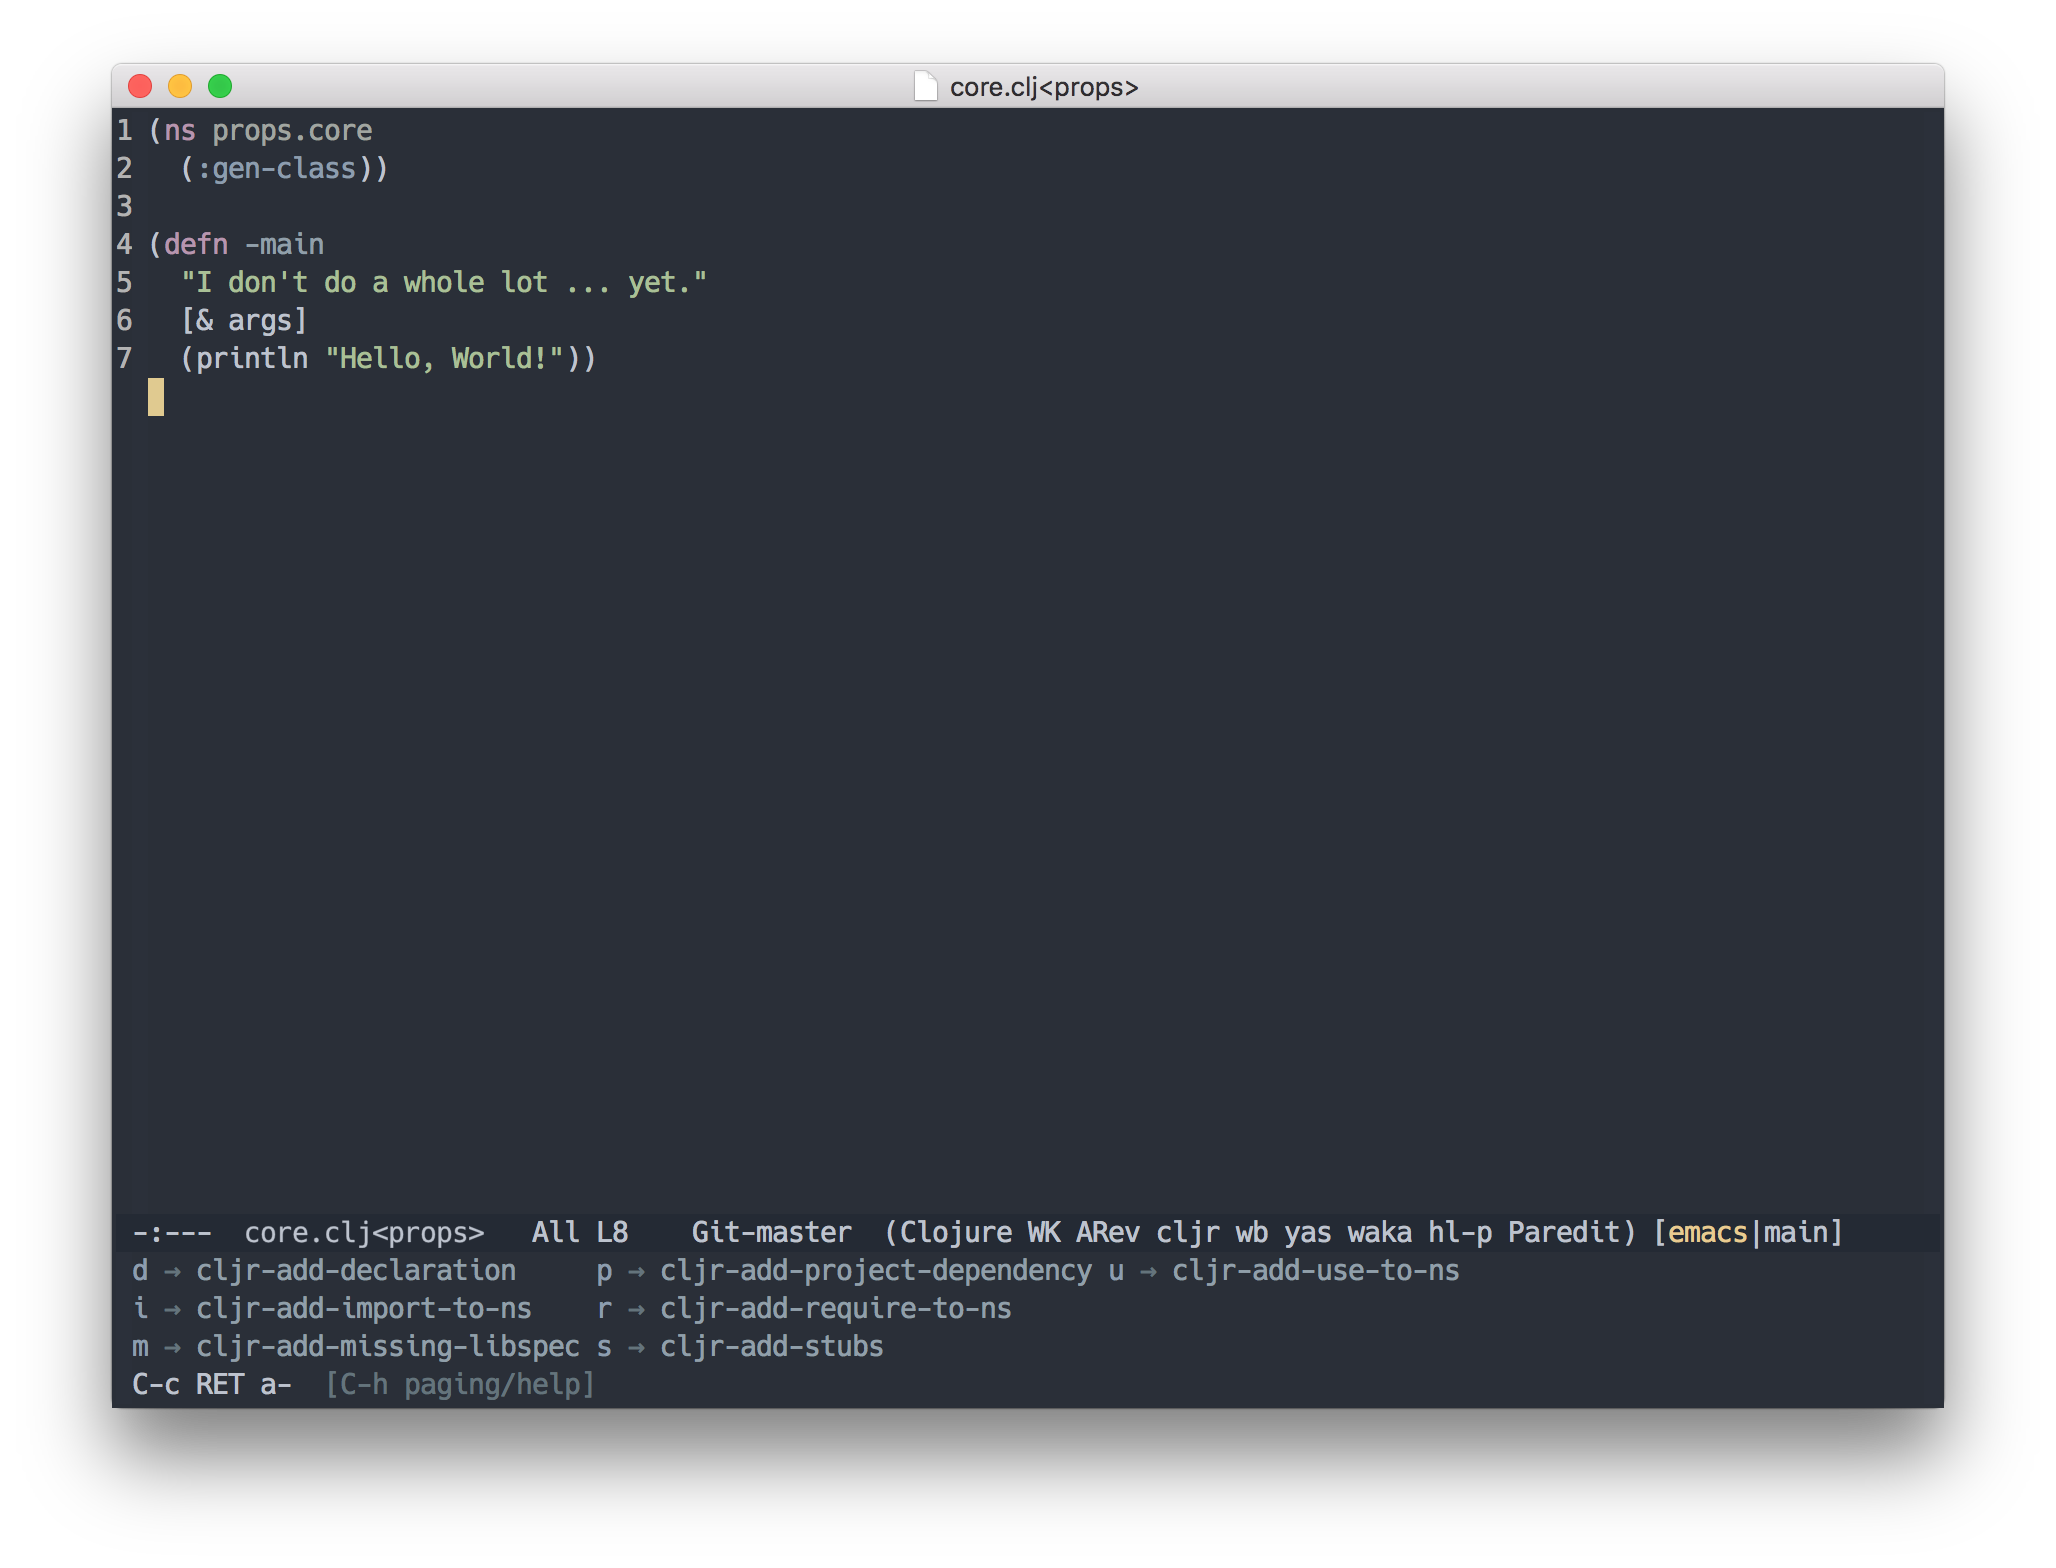 core.clj<props>
1 (ns props.core
2   (:gen-class))
3
4 (defn -main
5   "I don't do a whole lot ... yet."
6   [& args]
7   (println "Hello, World!"))
-:---  core.clj<props>   All L8    Git-master  (Clojure WK ARev cljr wb yas waka hl-p Paredit) [emacs|main]
d → cljr-add-declaration     p → cljr-add-project-dependency u → cljr-add-use-to-ns
i → cljr-add-import-to-ns    r → cljr-add-require-to-ns
m → cljr-add-missing-libspec s → cljr-add-stubs
C-c RET a-  [C-h paging/help]